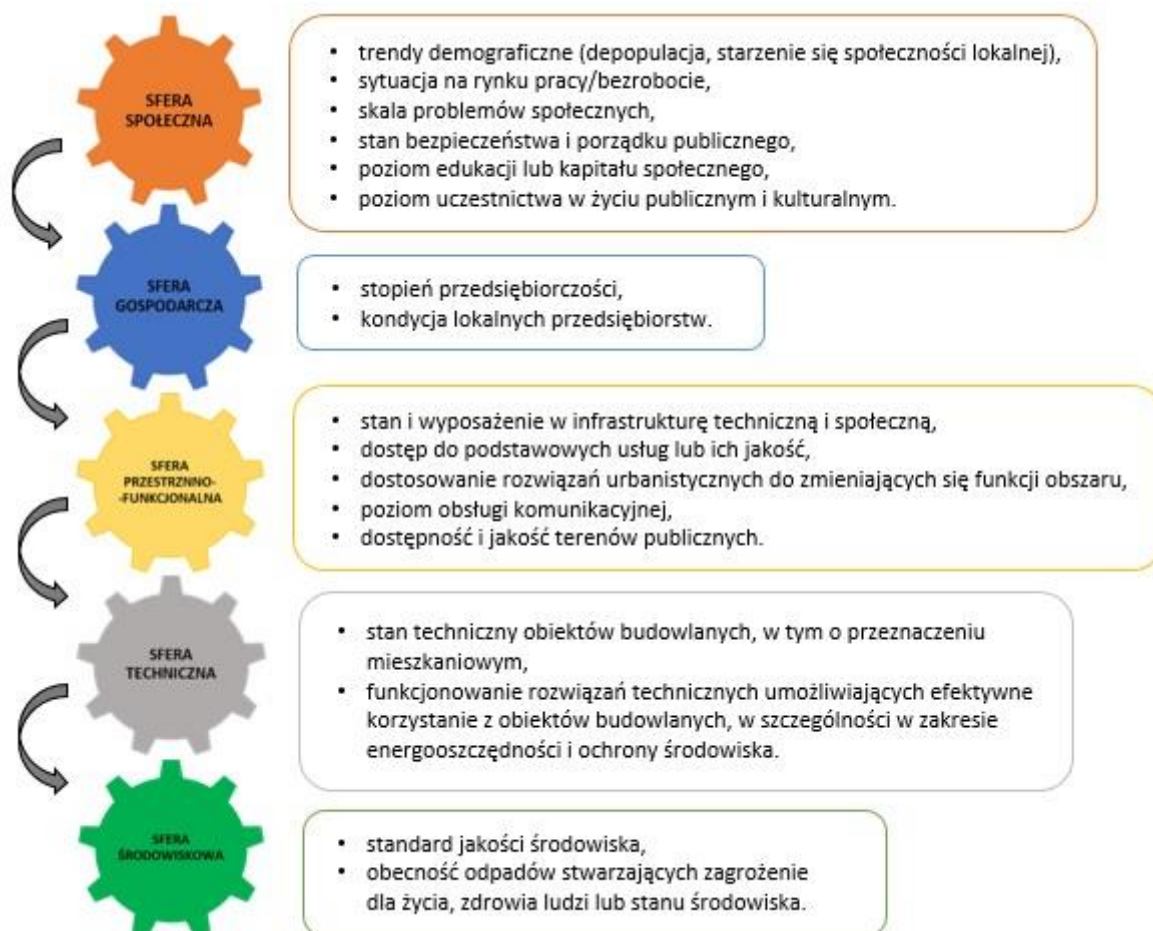 SFERA
SPOŁECZNA
• trendy demograficzne (depopulacja, starzenie się społeczności lokalnej),
• sytuacja na rynku pracy/bezrobocie,
• skala problemów społecznych,
• stan bezpieczeństwa i porządku publicznego,
• poziom edukacji lub kapitału społecznego,
• poziom uczestnictwa w życiu publicznym i kulturalnym.
SFERA
GOSPODARCZA
• stopień przedsiębiorczości,
• kondycja lokalnych przedsiębiorstw.
SFERA
PRZESTRZNNO-
-FUNKCJONALNA
• stan i wyposażenie w infrastrukturę techniczną i społeczną,
• dostęp do podstawowych usług lub ich jakość,
• dostosowanie rozwiązań urbanistycznych do zmieniających się funkcji obszaru,
• poziom obsługi komunikacyjnej,
• dostępność i jakość terenów publicznych.
SFERA
TECHNICZNA
• stan techniczny obiektów budowlanych, w tym o przeznaczeniu
mieszkaniowym,
• funkcjonowanie rozwiązań technicznych umożliwiających efektywne
korzystanie z obiektów budowlanych, w szczególności w zakresie
energooszczędności i ochrony środowiska.
SFERA
ŚRODOWISKOWA
• standard jakości środowiska,
• obecność odpadów stwarzających zagrożenie
dla życia, zdrowia ludzi lub stanu środowiska.